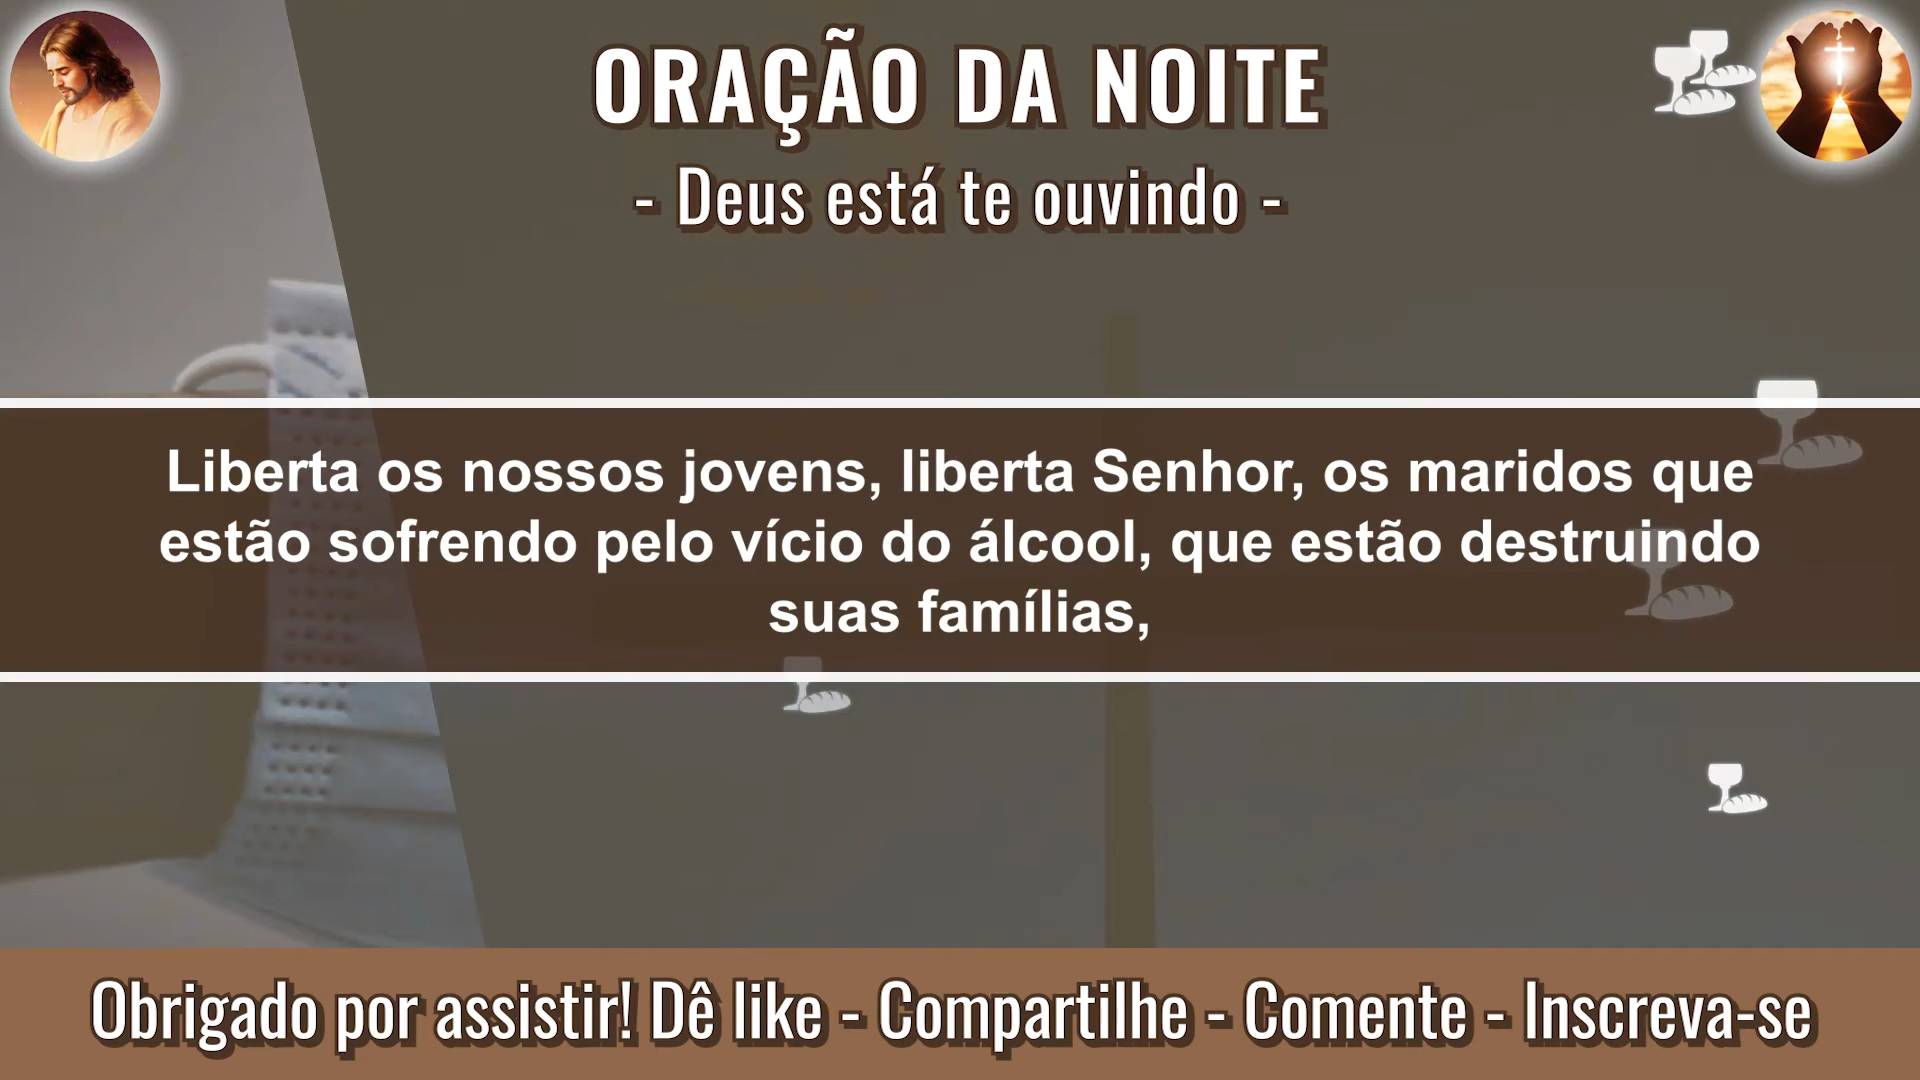 ORAÇÃO DA NOITE
- Deus está te ouvindo -
Liberta os nossos jovens, liberta Senhor, os maridos que
estão sofrendo pelo vício do álcool, que estão destruindo
suas famílias,
Obrigado por assistir! Dê like - Compartilhe - Comente - Inscreva-se